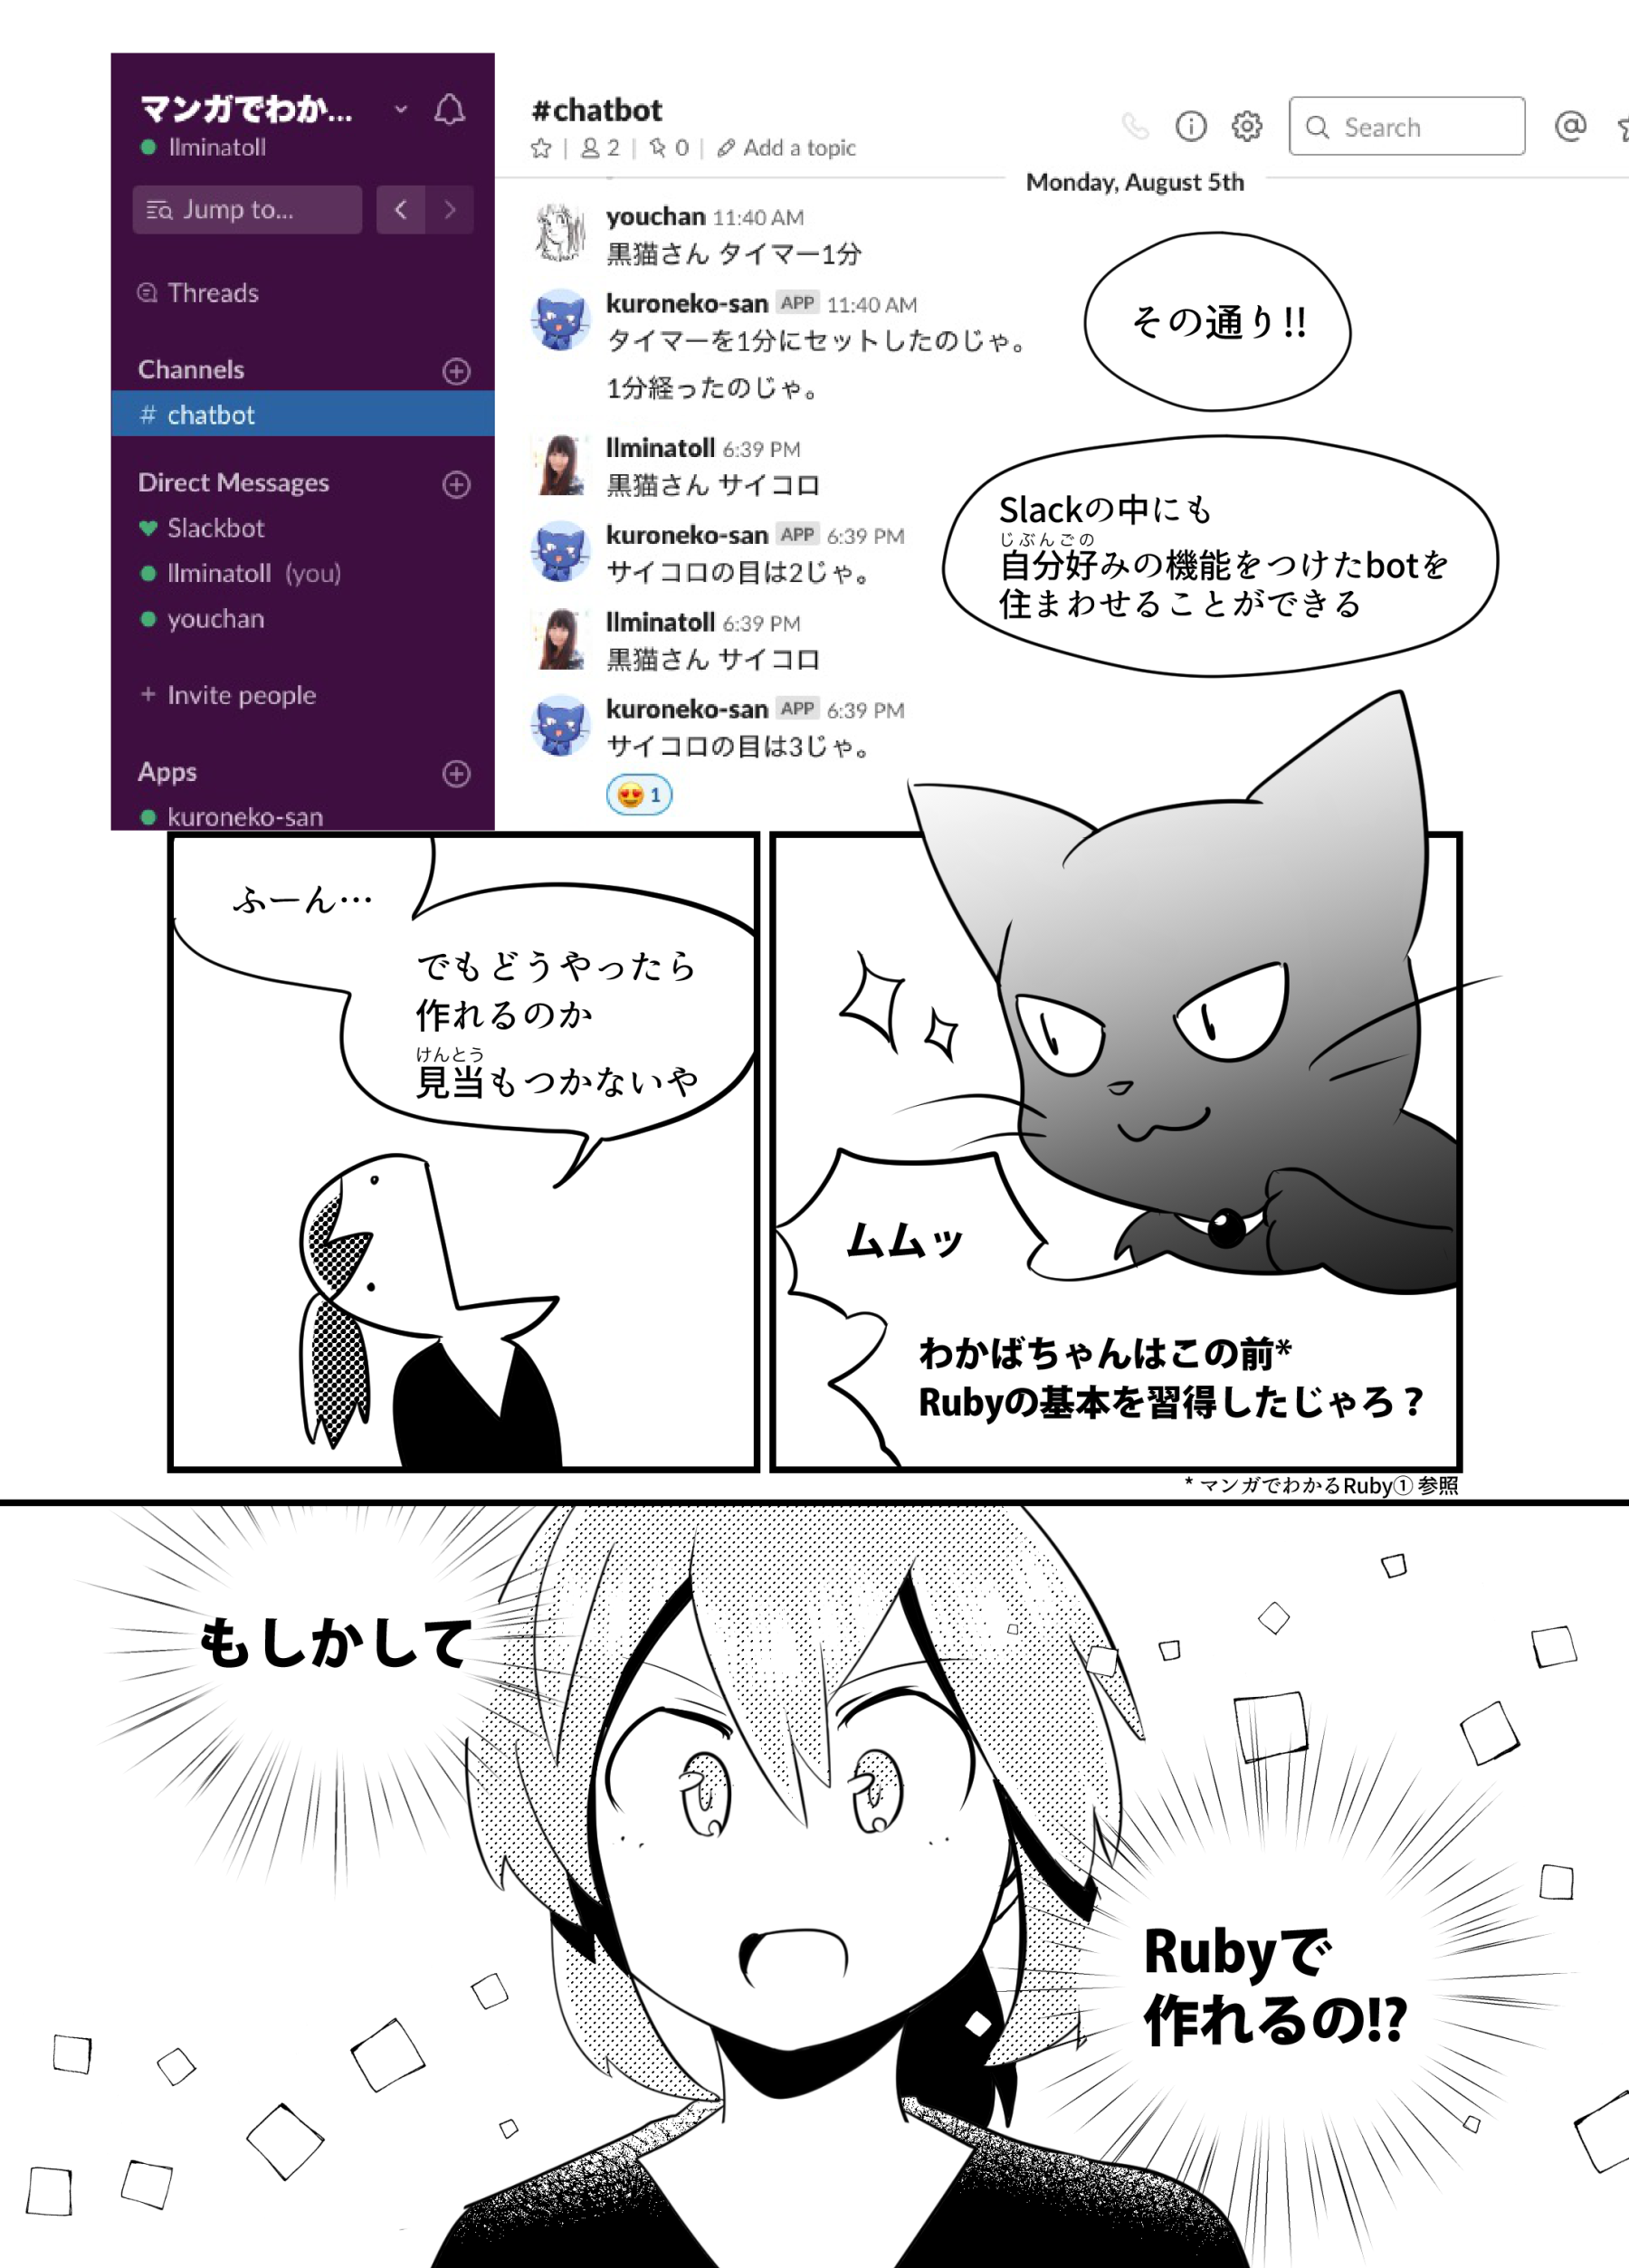 マンガでわか...
llminatoll
Jump to...
Threads
Channels
# chatbot
Direct Messages
Slackbot
llminatoll (you)
youchan
+ Invite people
Apps
kuroneko-san
#chatbot
2 | 0 | Add a topic
Search
Monday, August 5th
youchan 11:40 AM
黒猫さん タイマー1分
kuroneko-san APP 11:40 AM
タイマーを1分にセットしたのじゃ。
1分経ったのじゃ。
llminatoll 6:39 PM
黒猫さん サイコロ
kuroneko-san APP 6:39 PM
サイコロの目は2じゃ。
llminatoll 6:39 PM
黒猫さん サイコロ
kuroneko-san APP 6:39 PM
サイコロの目は3じゃ。
1
その通り!!
Slackの中にも
じぶんごの
自分好みの機能をつけたbotを
住まわせることができる
ふーん…
でもどうやったら
作れるのか
けんとう
見当もつかないや
ムムッ
わかばちゃんはこの前*
Rubyの基本を習得したじゃろ？
* マンガでわかるRuby① 参照
もしかして
Rubyで
作れるの!?